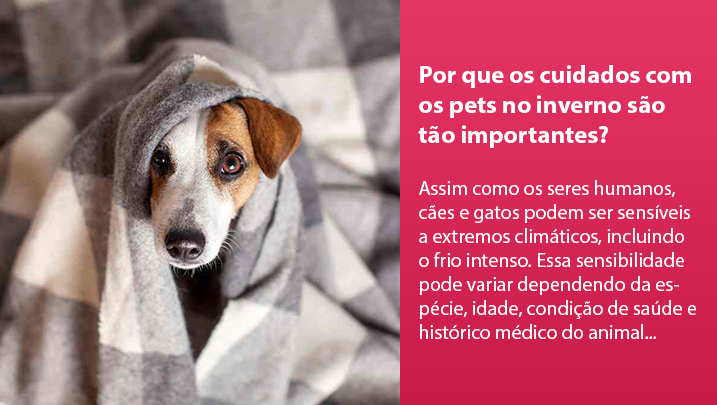 Por que os cuidados com
os pets no inverno são
tão importantes?
Assim como os seres humanos,
cães e gatos podem ser sensíveis
a extremos climáticos, incluindo
o frio intenso. Essa sensibilidade
pode variar dependendo da es-
pécie, idade, condição de saúde e
histórico médico do animal...